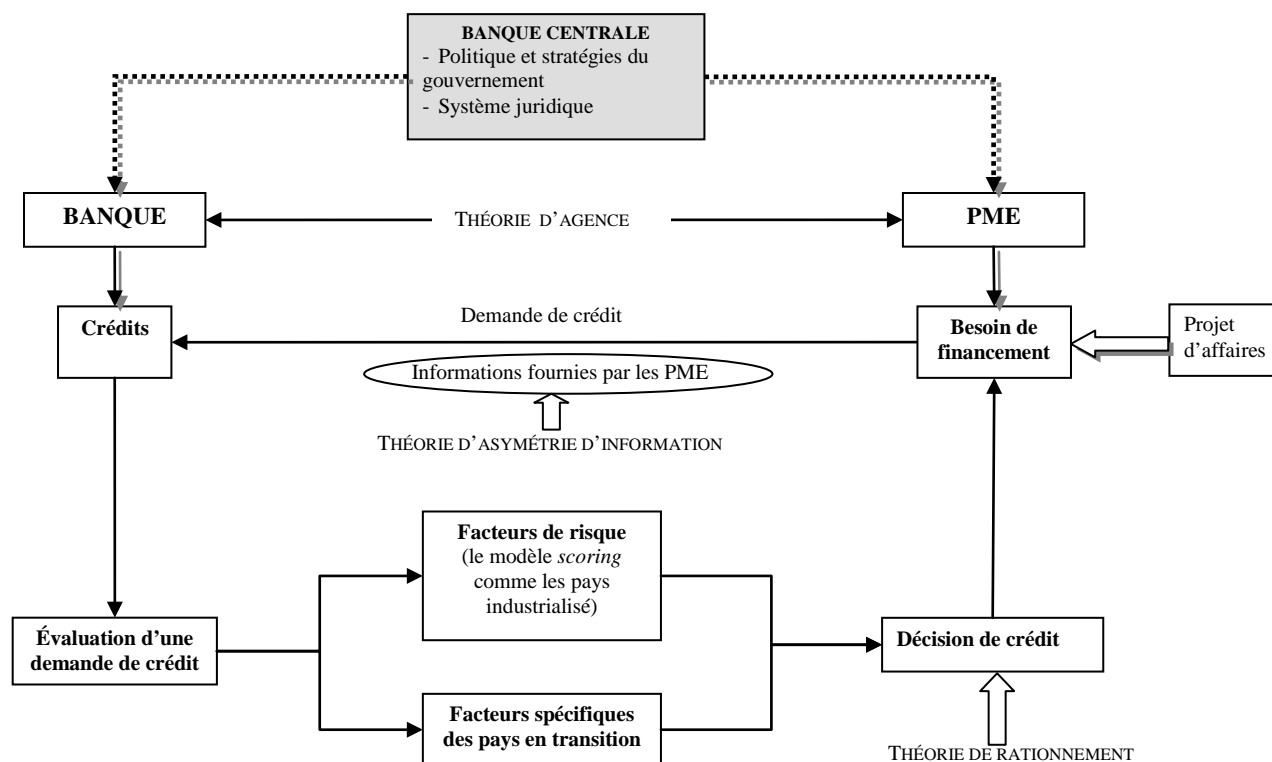 BANQUE CENTRALE
- Politique et stratégies du
gouvernement
- Système juridique
BANQUE
THÉORIE D'AGENCE
PME
Crédits
Demande de crédit
Besoin de
financement
Projet
d'affaires
Informations fournies par les PME
THÉORIE D'ASYMÉTRIE D'INFORMATION
Facteurs de risque
(le modèle scoring
comme les pays
industrialisé)
Évaluation d'une
demande de crédit
Décision de crédit
Facteurs spécifiques
des pays en transition
THÉORIE DE RATIONNEMENT